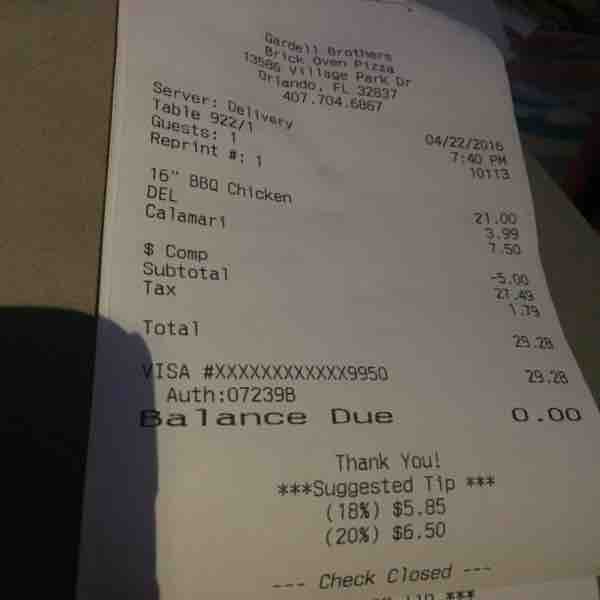 Gardell Brothers
Brick Oven Pizza
13586 Village Park Dr
Orlando, FL 32837
407.704.6867
Server: Delivery 04/22/2016
Table 922/1 7:40 PM
Guests: 1 10113
Reprint #: 1
16" BBQ Chicken 21.00
DEL 3.99
Calamari 7.50
$ Comp -5.00
Subtotal 27.49
Tax 1.79
Total 29.28
VISA #XXXXXXXXXXXX9950 29.28
Auth:07239B
Balance Due 0.00
Thank You!
***Suggested Tip ***
(18%) $5.85
(20%) $6.50
--- Check Closed ---